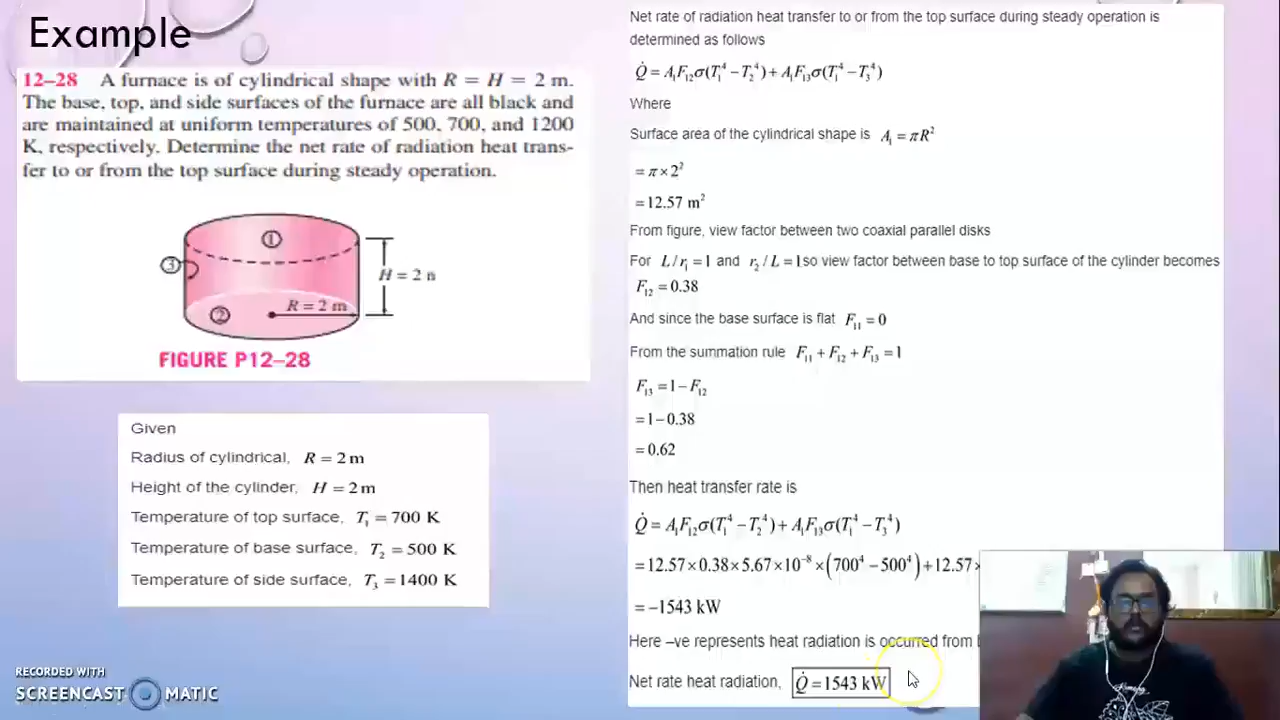 Example
12–28 A furnace is of cylindrical shape with R = H = 2 m.
The base, top, and side surfaces of the furnace are all black and
are maintained at uniform temperatures of 500, 700, and 1200
K, respectively. Determine the net rate of radiation heat trans-
fer to or from the top surface during steady operation.
①
③
H = 2 n
R = 2 m
②
FIGURE P12–28
Given
Radius of cylindrical, R = 2 m
Height of the cylinder, H = 2 m
Temperature of top surface, T₁ = 700 K
Temperature of base surface, T₂ = 500 K
Temperature of side surface, T₃ = 1400 K
RECORDED WITH
SCREENCAST MATIC
Net rate of radiation heat transfer to or from the top surface during steady operation is
determined as follows
Q̇ = A₁F₁₂σ(T₁⁴ − T₂⁴) + A₁F₁₃σ(T₁⁴ − T₃⁴)
Where
Surface area of the cylindrical shape is A₁ = πR²
= π × 2²
= 12.57 m²
From figure, view factor between two coaxial parallel disks
For L/r₁ = 1 and r₂/L = 1 so view factor between base to top surface of the cylinder becomes
F₁₂ = 0.38
And since the base surface is flat F₁₁ = 0
From the summation rule F₁₁ + F₁₂ + F₁₃ = 1
F₁₃ = 1 − F₁₂
= 1 − 0.38
= 0.62
Then heat transfer rate is
Q̇ = A₁F₁₂σ(T₁⁴ − T₂⁴) + A₁F₁₃σ(T₁⁴ − T₃⁴)
= 12.57 × 0.38 × 5.67 × 10⁻⁸ × (700⁴ − 500⁴) + 12.57 ×
= −1543 kW
Here –ve represents heat radiation is occurred from
Net rate heat radiation, Q̇ = 1543 kW